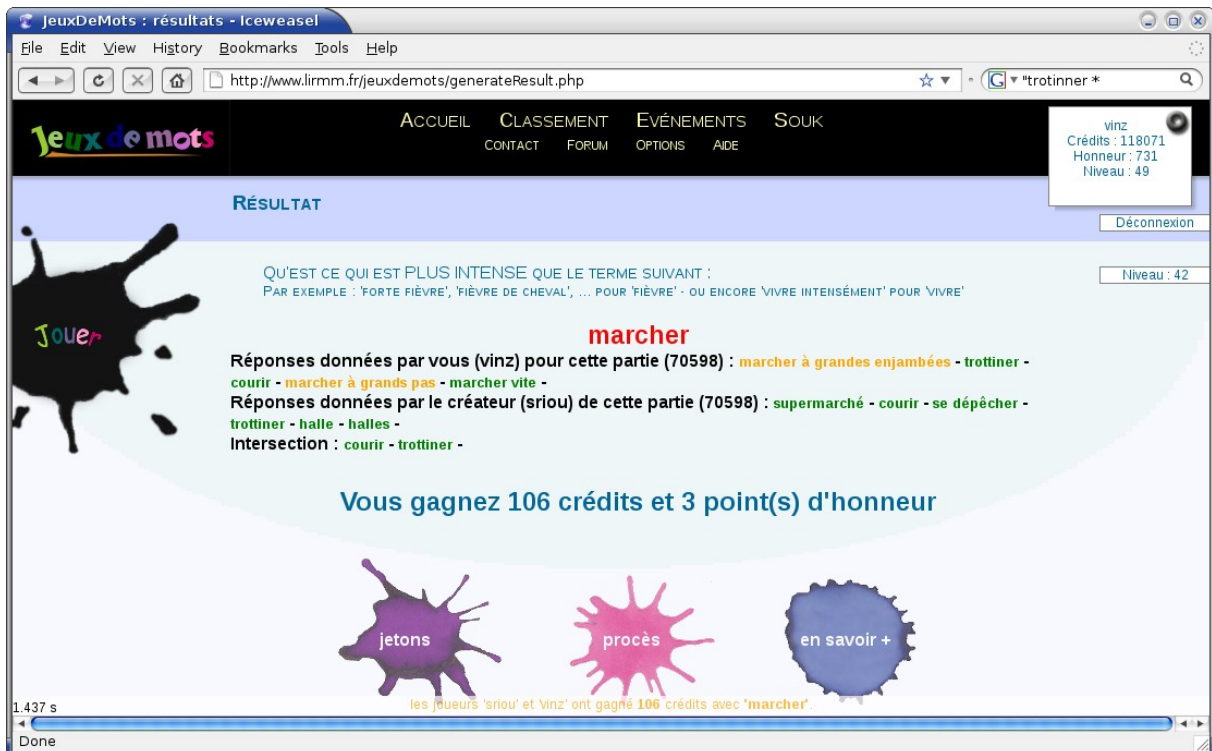 JeuxDeMots : résultats - Iceweasel
File Edit View History Bookmarks Tools Help
http://www.lirmm.fr/jeuxdemots/generateResult.php
G "trotinner *
Jeux de mots
ACCUEIL CLASSEMENT EVÉNEMENTS SOUK
CONTACT FORUM OPTIONS AIDE
vinz
Crédits : 118071
Honneur : 731
Niveau : 49
RÉSULTAT
Déconnexion
QU'EST CE QUI EST PLUS INTENSE QUE LE TERME SUIVANT :
Niveau : 42
PAR EXEMPLE : 'FORTE FIÈVRE', 'FIÈVRE DE CHEVAL', ... POUR 'FIÈVRE' - OU ENCORE 'VIVRE INTENSÉMENT' POUR 'VIVRE'
Jouer
marcher
Réponses données par vous (vinz) pour cette partie (70598) : marcher à grandes enjambées - trottiner -
courir - marcher à grands pas - marcher vite -
Réponses données par le créateur (sriou) de cette partie (70598) : supermarché - courir - se dépêcher -
trottiner - halle - halles -
Intersection : courir - trottiner -
Vous gagnez 106 crédits et 3 point(s) d'honneur
jetons procès en savoir +
les joueurs 'sriou' et 'vinz' ont gagné 106 crédits avec 'marcher'.
1.437 s
Done